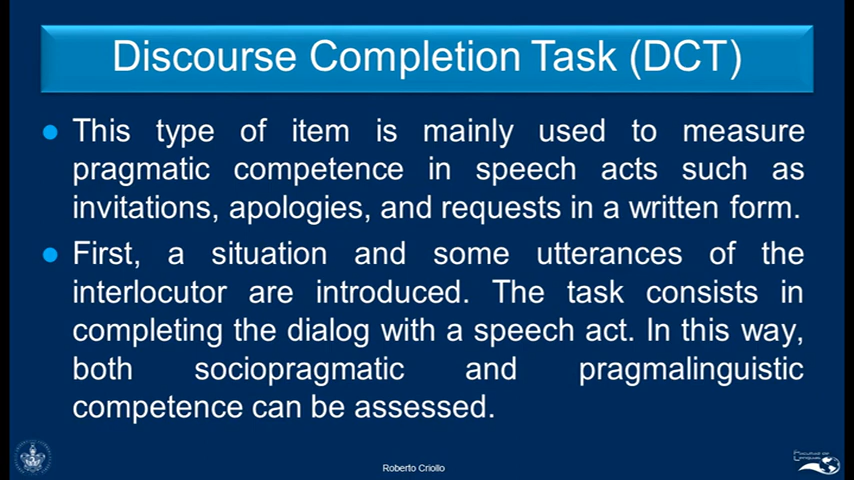 Discourse Completion Task (DCT)
This type of item is mainly used to measure
pragmatic competence in speech acts such as
invitations, apologies, and requests in a written form.
First, a situation and some utterances of the
interlocutor are introduced. The task consists in
completing the dialog with a speech act. In this way,
both sociopragmatic and pragmalinguistic
competence can be assessed.
Roberto Criollo